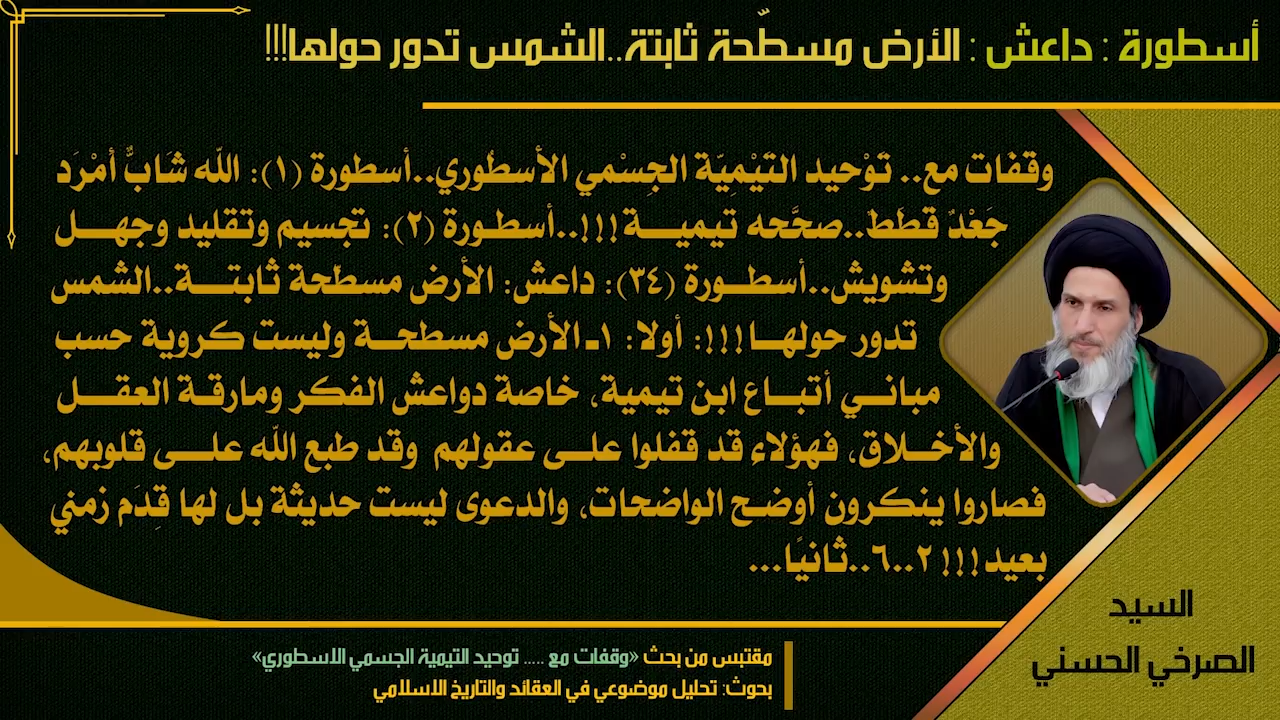 أسطورة : داعش : الأرض مسطّحة ثابتة..الشمس تدور حولها!!!
وقفات مع.. تَوْحيد التَيْمِيّة الجِسْمي الأسطُوري..أسطورة (١): اللّه شَابٌّ أمْرَد
جَعْدٌ قَطَطٌ..صحَّحه تيمية!!!..أسطورة (٢): تجسيم وتقليد وجهل
وتشويش..أسطورة (٣٤): داعش: الأرض مسطّحة ثابتة..الشمس
تدور حولها!!!: أولا: ١ـ الأرض مسطحة وليست كروية حسب
مباني أتباع ابن تيمية، خاصة دواعش الفكر ومارقة العقل
والأخلاق، فهؤلاء قد قفلوا على عقولهم وقد طبع اللّه على قلوبهم،
فصاروا ينكرون أوضح الواضحات، والدعوى ليست حديثة بل لها قِدَم زمني
بعيد!!! ٢..٦..ثانيًا...
السيد
الصرخي الحسني
مقتبس من بحث «وقفات مع ..... توحيد التيمية الجسمي الاسطوري»
بحوث: تحليل موضوعي في العقائد والتاريخ الاسلامي